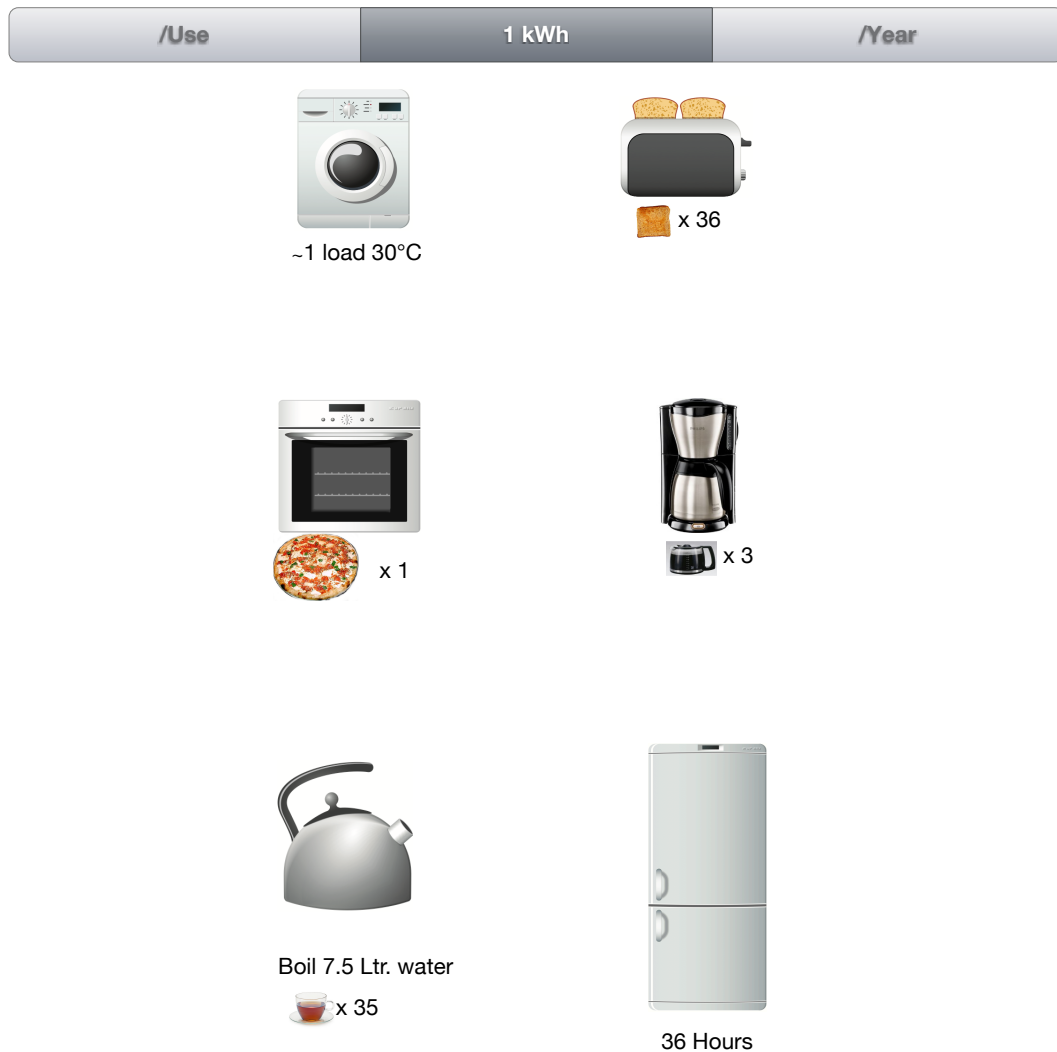 /Use
1 kWh
/Year
~1 load 30°C
x 36
x 1
x 3
Boil 7.5 Ltr. water
x 35
36 Hours